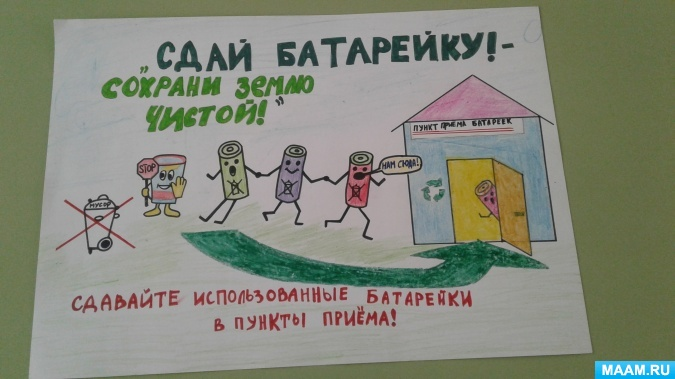 „СДАЙ БАТАРЕЙКУ!-
СОХРАНИ ЗЕМЛЮ
ЧИСТОЙ!"
ПУНКТ ПРИЁМА БАТАРЕЕК
STOP
НАМ СЮДА!
МУСОР
СДАВАЙТЕ ИСПОЛЬЗОВАННЫЕ БАТАРЕЙКИ
В ПУНКТЫ ПРИЁМА!
MAAM.RU